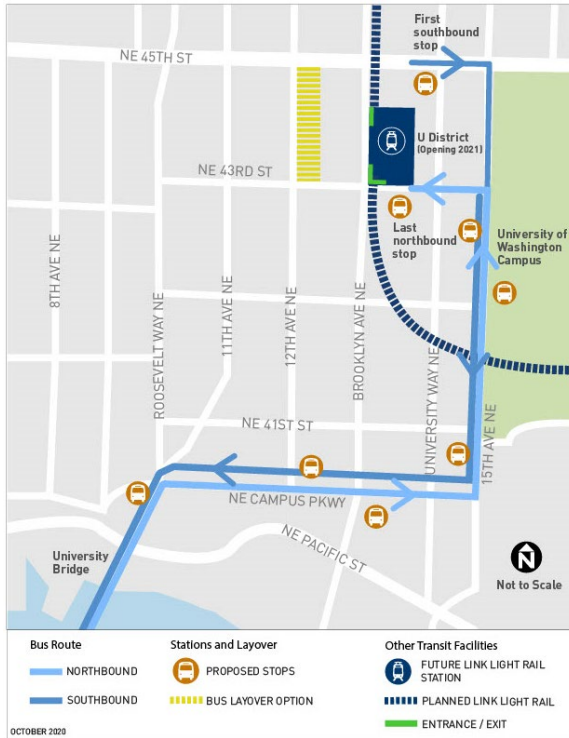 First
southbound
stop
NE 45TH ST
U District
(Opening 2021)
NE 43RD ST
Last
northbound
stop
University of
Washington
Campus
8TH AVE NE
ROOSEVELT WAY NE
11TH AVE NE
12TH AVE NE
BROOKLYN AVE NE
UNIVERSITY WAY NE
15TH AVE NE
NE 41ST ST
NE CAMPUS PKWY
NE PACIFIC ST
University
Bridge
N
Not to Scale
Bus Route
NORTHBOUND
SOUTHBOUND
Stations and Layover
PROPOSED STOPS
BUS LAYOVER OPTION
Other Transit Facilities
FUTURE LINK LIGHT RAIL
STATION
PLANNED LINK LIGHT RAIL
ENTRANCE / EXIT
OCTOBER 2020